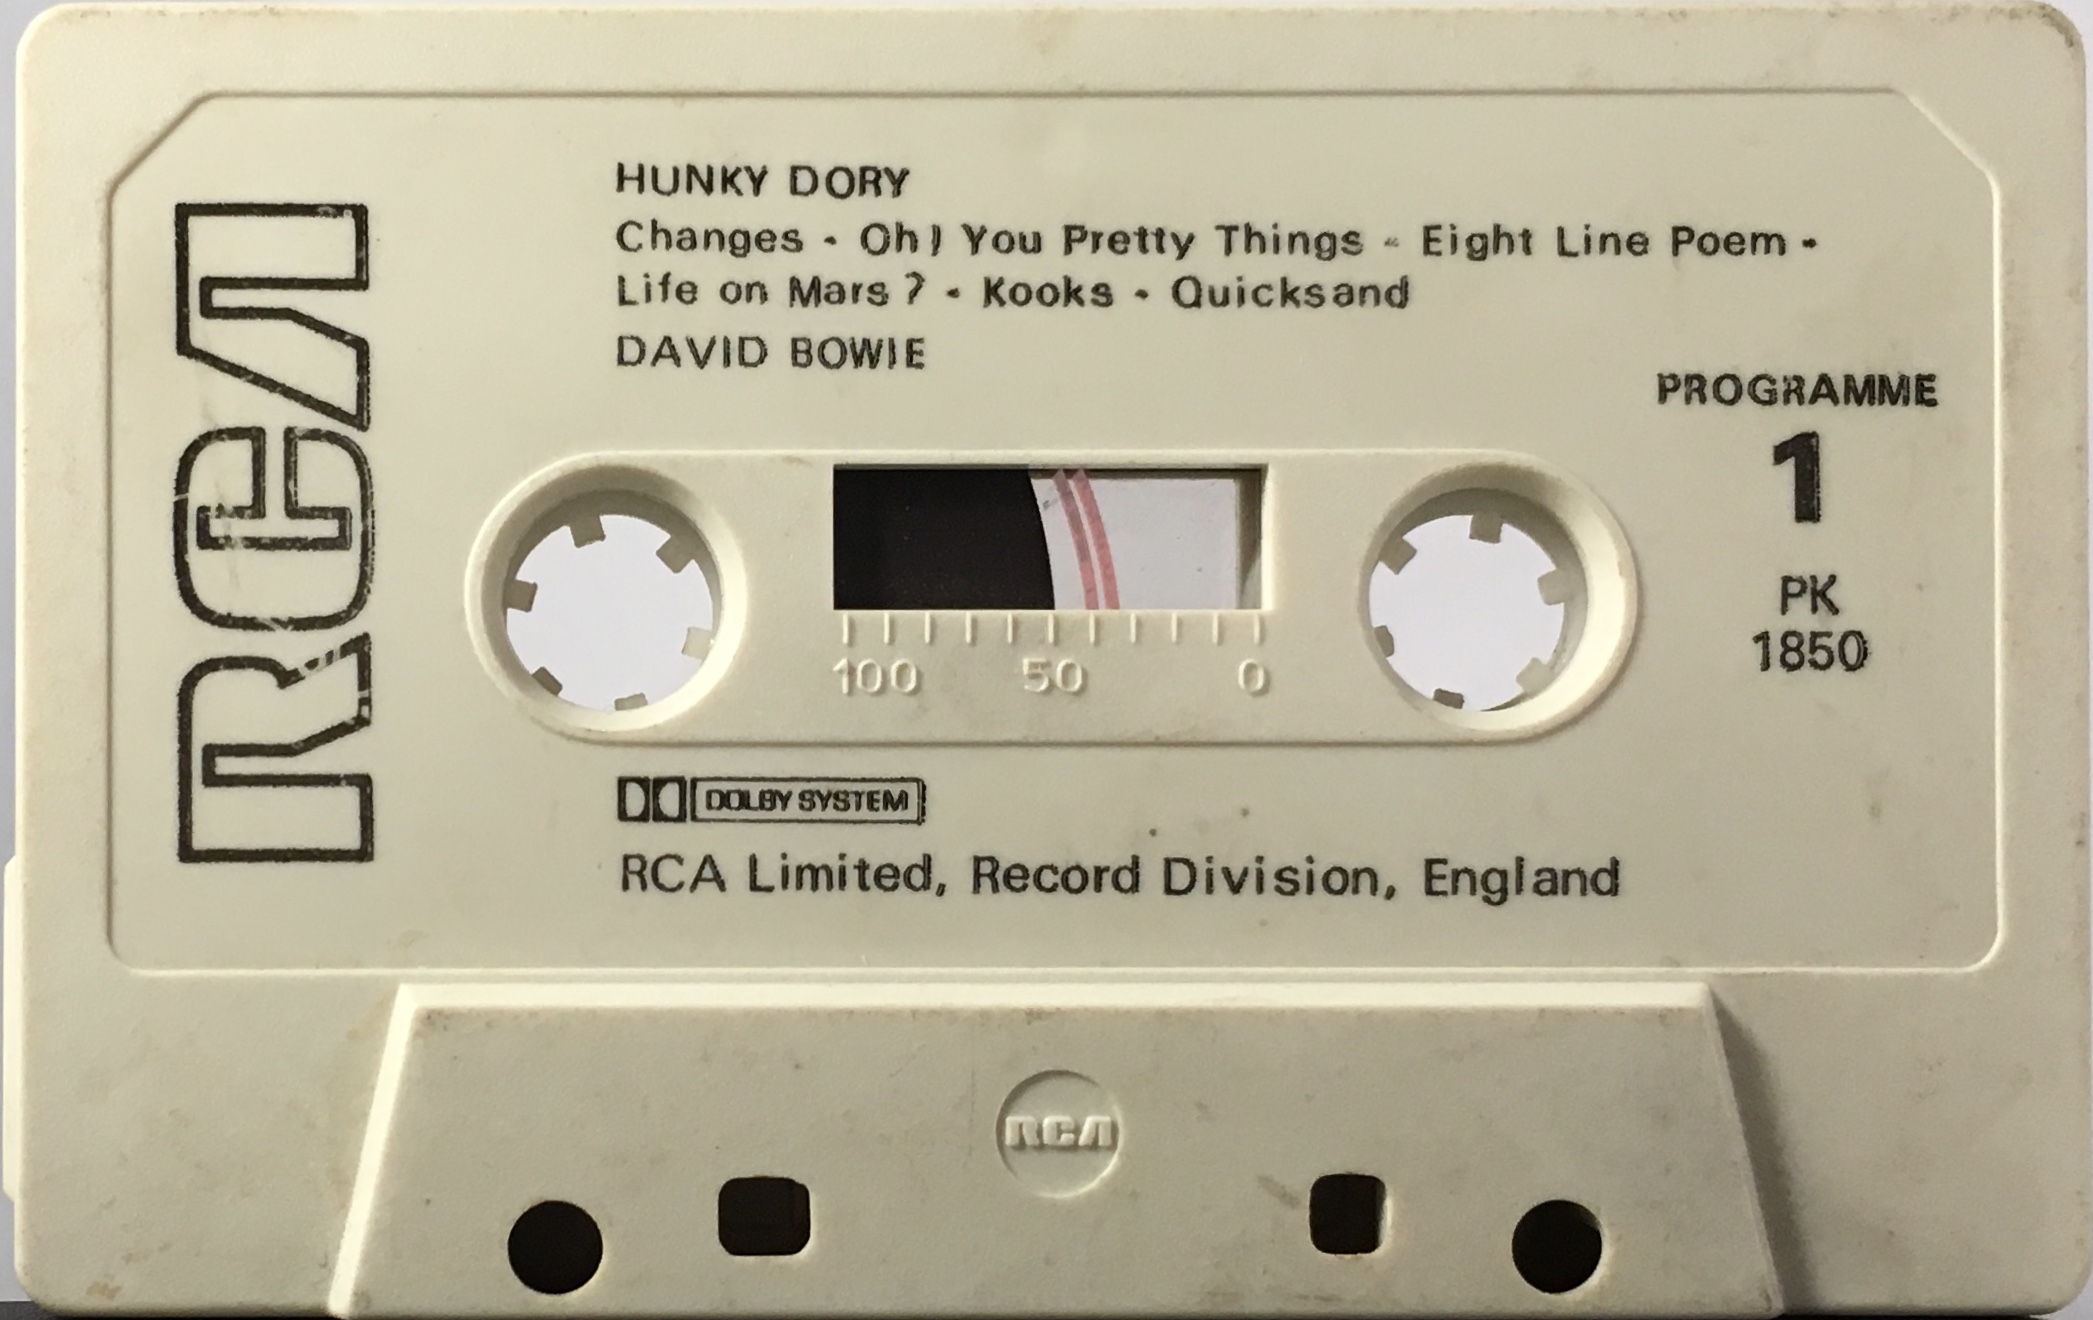 RCA
HUNKY DORY
Changes - Oh! You Pretty Things - Eight Line Poem -
Life on Mars ? - Kooks - Quicksand
DAVID BOWIE
PROGRAMME
1
PK
1850
100 50 0
DOLBY SYSTEM
RCA Limited, Record Division, England
RCA